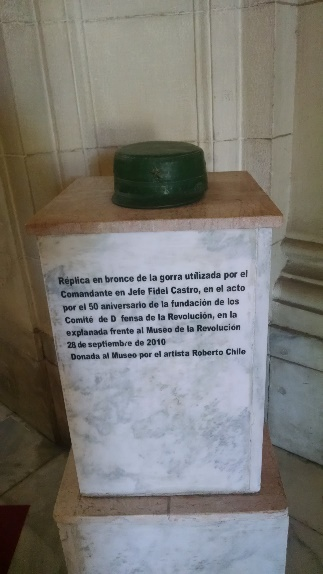 Réplica en bronce de la gorra utilizada por el
Comandante en Jefe Fidel Castro, en el acto
por el 50 aniversario de la fundación de los
Comité de D fensa de la Revolución, en la
explanada frente al Museo de la Revolución
28 de septiembre de 2010
Donada al Museo por el artista Roberto Chile